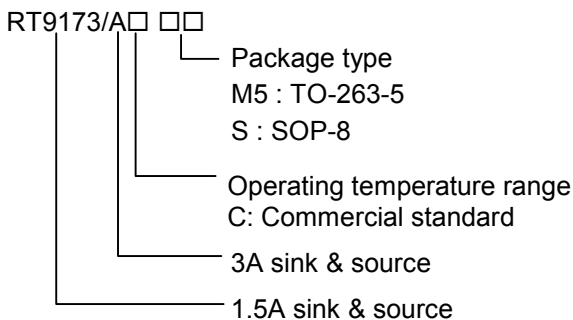 RT9173/A□ □□
Package type
M5 : TO-263-5
S : SOP-8
Operating temperature range
C: Commercial standard
3A sink & source
1.5A sink & source